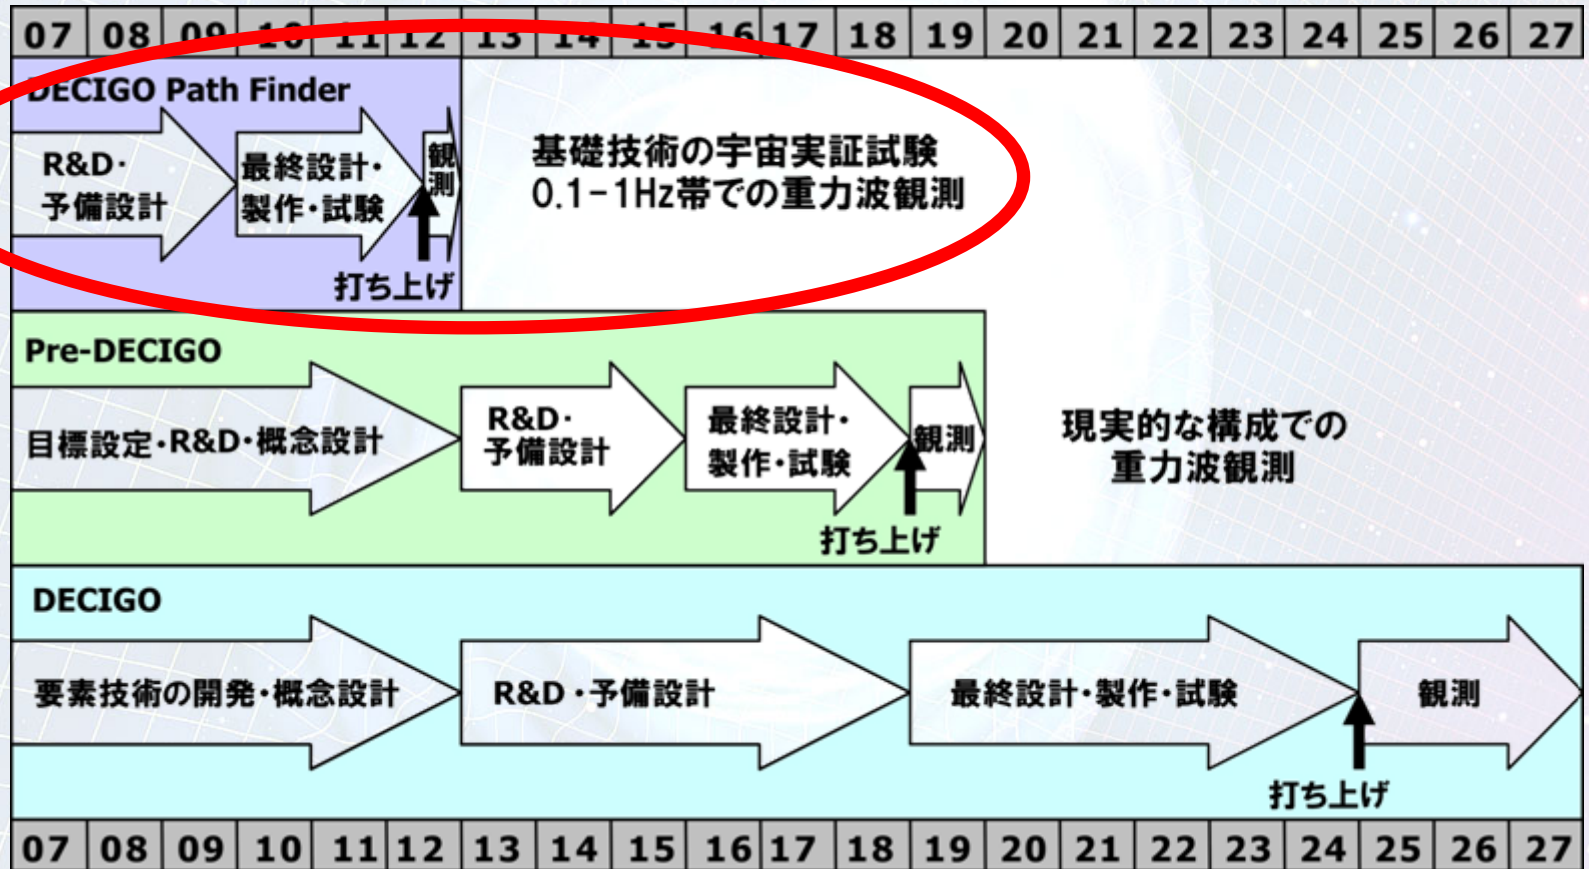 07 08 09 10 11 12 13 14 15 16 17 18 19 20 21 22 23 24 25 26 27
DECIGO Path Finder
R&D・
予備設計
最終設計・
製作・試験
観
測
打ち上げ
基礎技術の宇宙実証試験
0.1-1Hz帯での重力波観測
Pre-DECIGO
目標設定・R&D・概念設計
R&D・
予備設計
最終設計・
製作・試験
観測
打ち上げ
現実的な構成での
重力波観測
DECIGO
要素技術の開発・概念設計
R&D・予備設計
最終設計・製作・試験
観測
打ち上げ
07 08 09 10 11 12 13 14 15 16 17 18 19 20 21 22 23 24 25 26 27